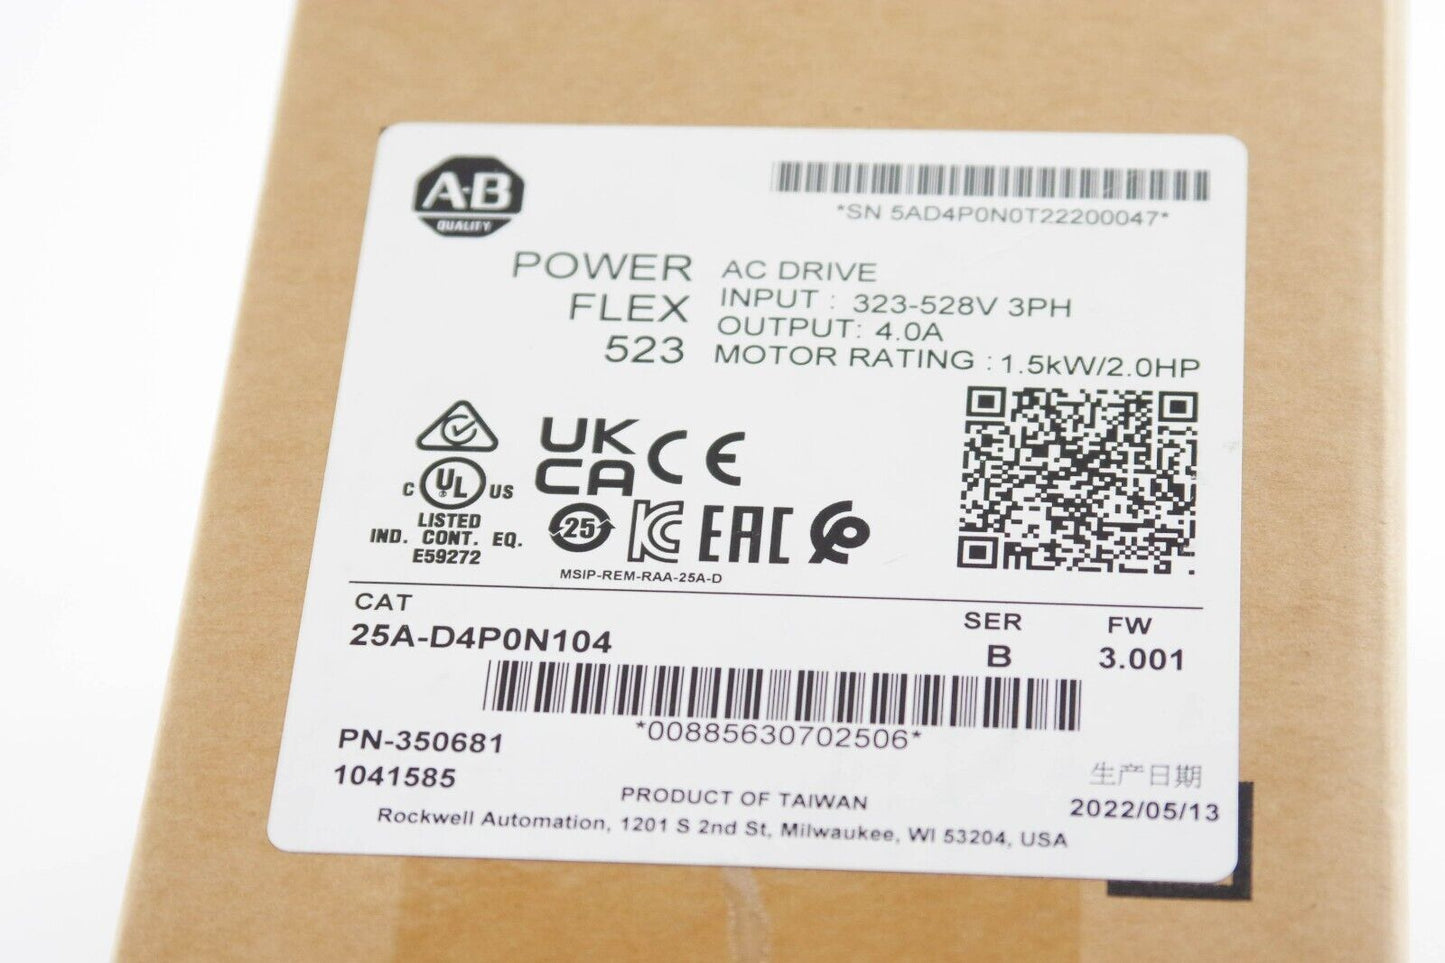 A-B
QUALITY
*SN 5AD4P0N0T22200047*
POWER
FLEX
523
AC DRIVE
INPUT : 323-528V 3PH
OUTPUT: 4.0A
MOTOR RATING : 1.5kW/2.0HP
C UL US
LISTED
IND. CONT. EQ.
E59272
UK
CA
CE
25
KC
EAC
MSIP-REM-RAA-25A-D
CAT
25A-D4P0N104
SER
B
FW
3.001
*00885630702506*
PN-350681
1041585
生产日期
2022/05/13
PRODUCT OF TAIWAN
Rockwell Automation, 1201 S 2nd St, Milwaukee, WI 53204, USA